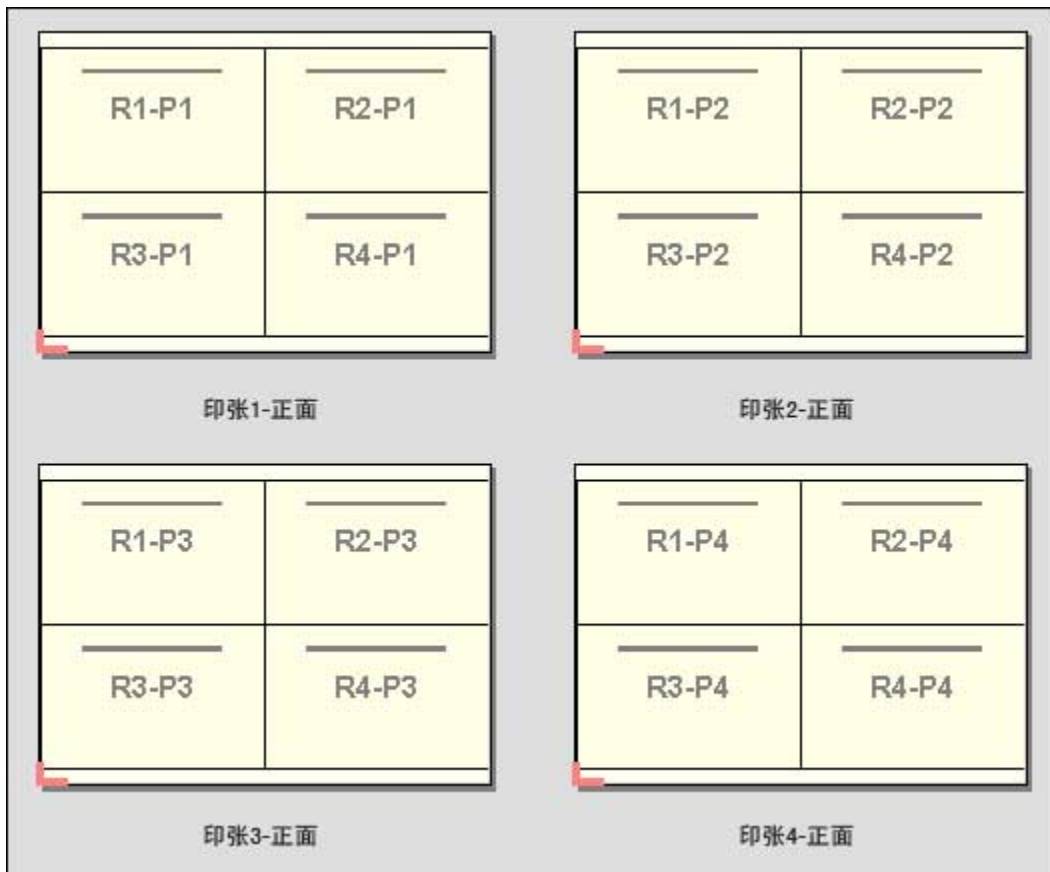 R1-P1 R2-P1 R1-P2 R2-P2
R3-P1 R4-P1 R3-P2 R4-P2
印张1-正面 印张2-正面
R1-P3 R2-P3 R1-P4 R2-P4
R3-P3 R4-P3 R3-P4 R4-P4
印张3-正面 印张4-正面